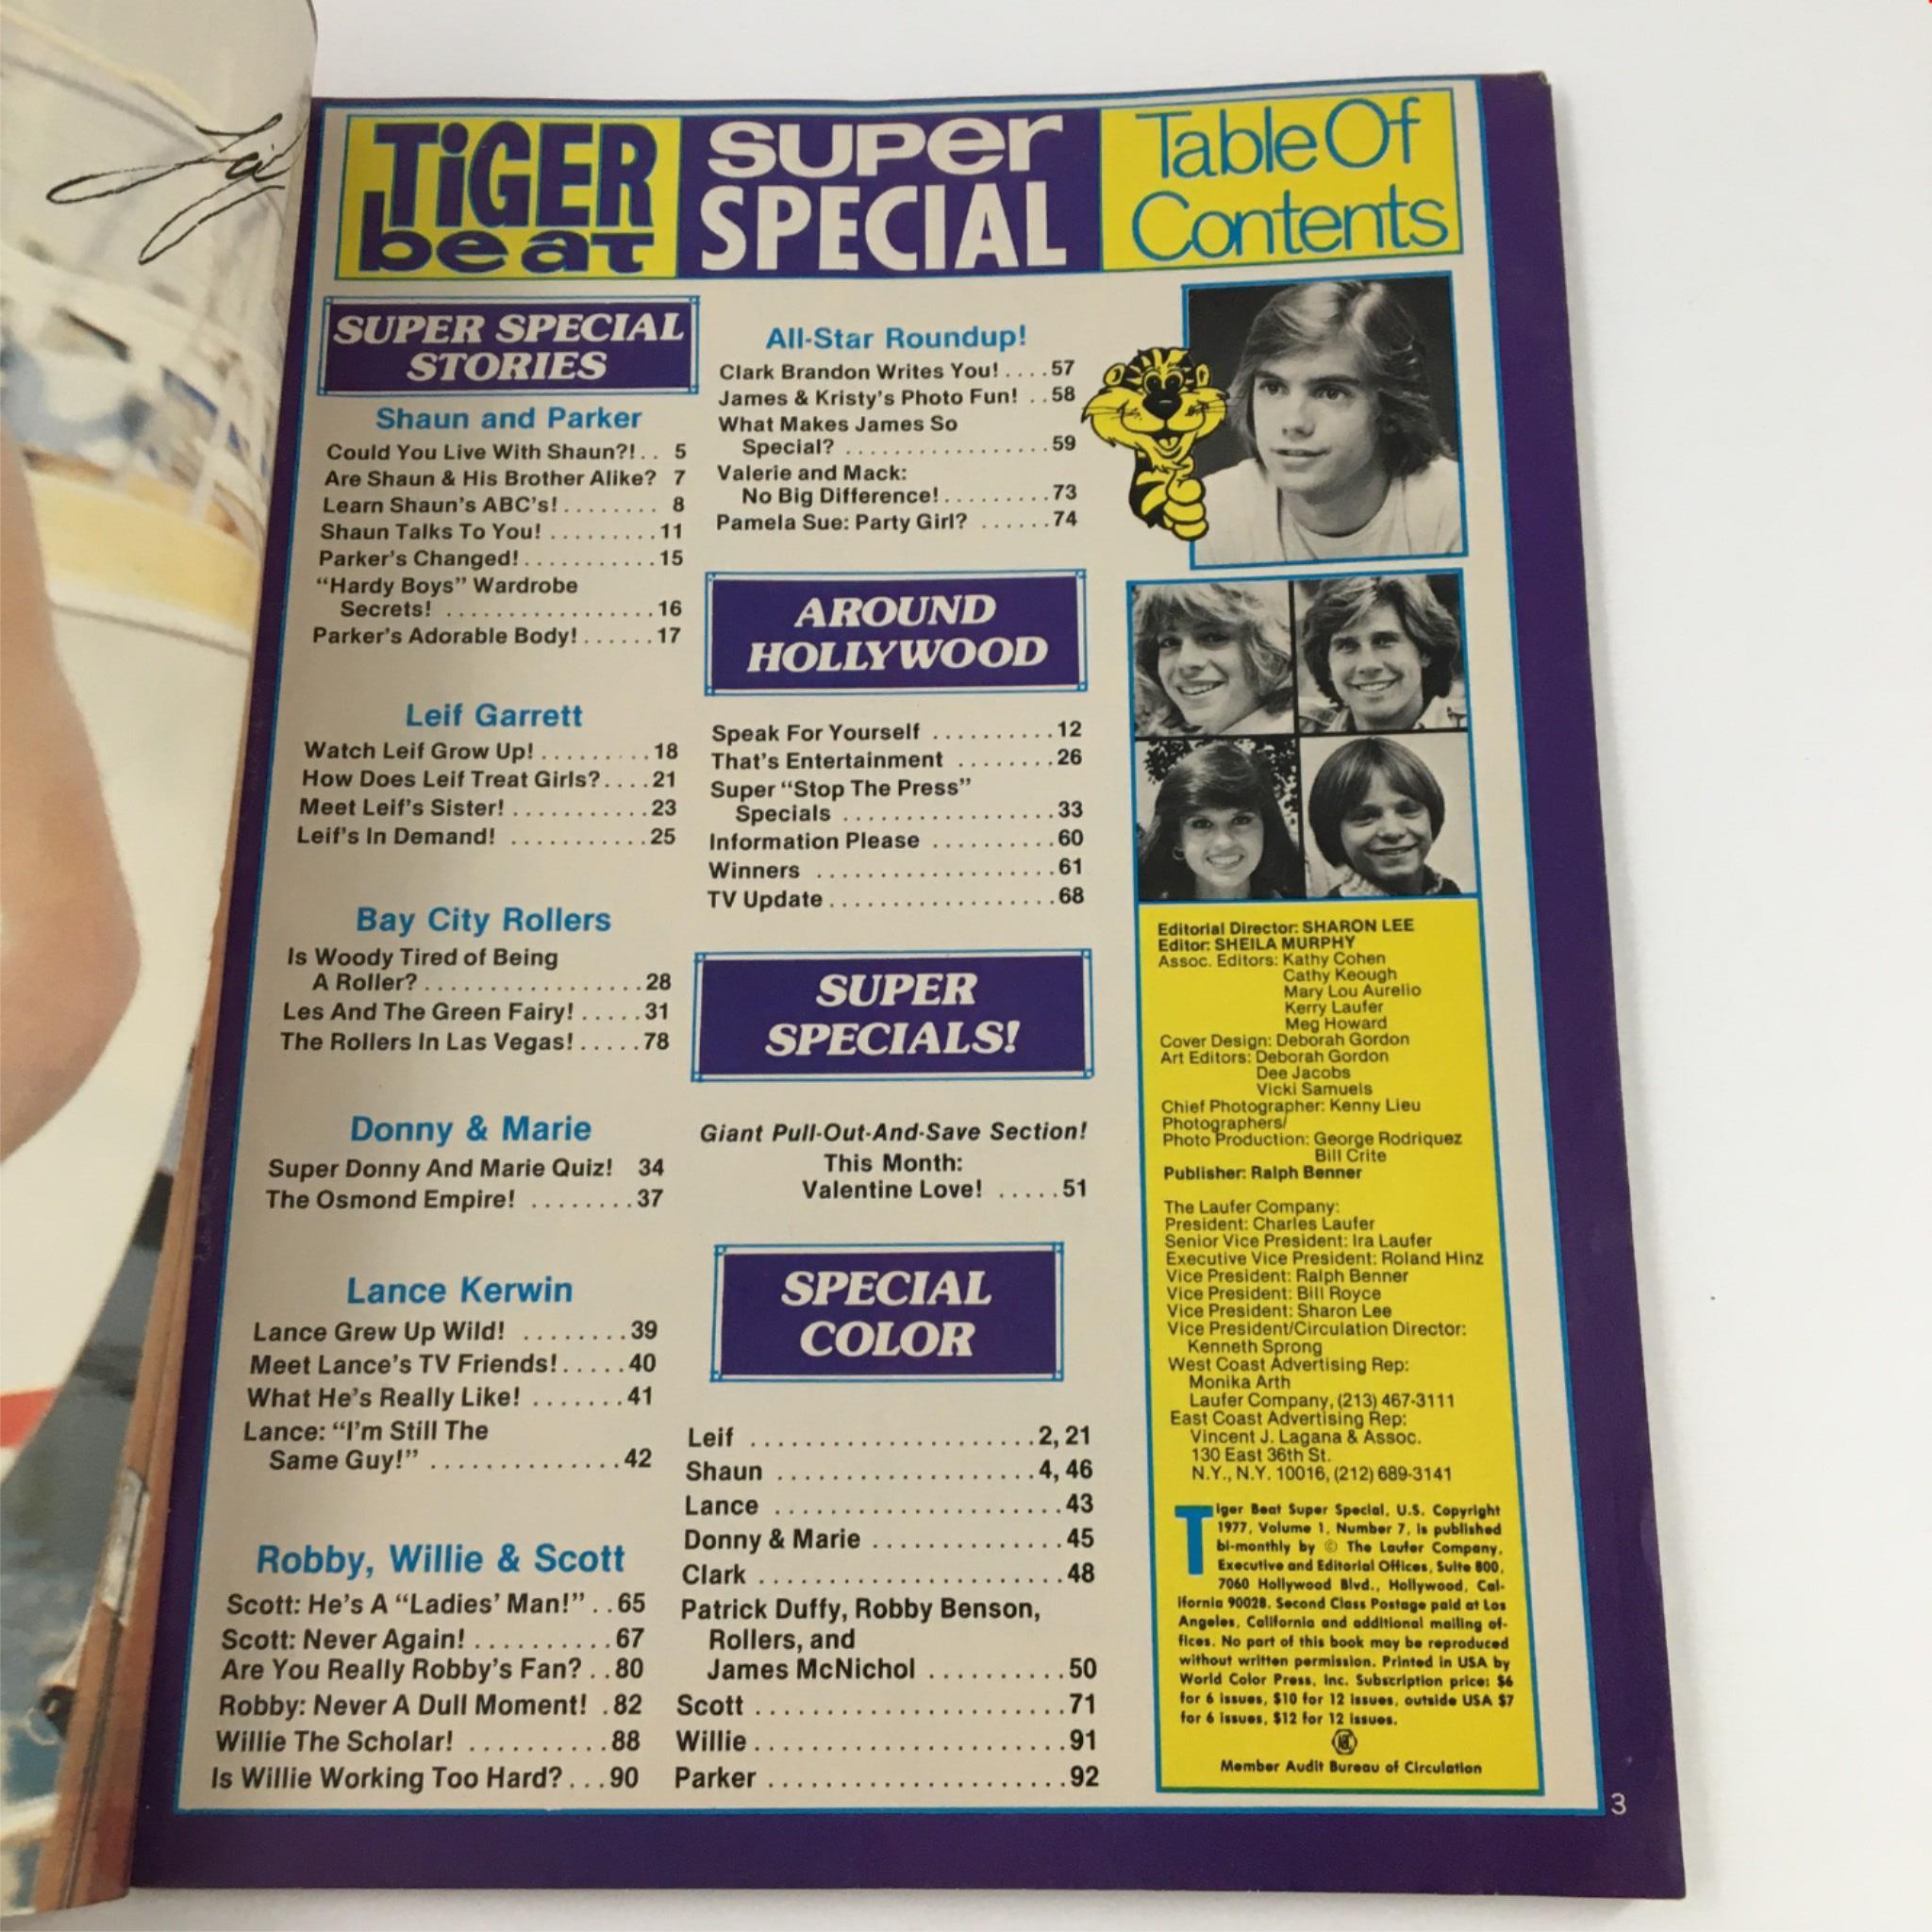 TiGER
beat
SUPer
SPECIAL
Table Of
Contents
SUPER SPECIAL
STORIES
Shaun and Parker
Could You Live With Shaun?!.. 5
Are Shaun & His Brother Alike? 7
Learn Shaun's ABC's!........ 8
Shaun Talks To You! .........11
Parker's Changed!...........15
"Hardy Boys" Wardrobe
Secrets! .................16
Parker's Adorable Body!......17
Leif Garrett
Watch Leif Grow Up!.........18
How Does Leif Treat Girls?....21
Meet Leif's Sister!...........23
Leif's In Demand! ...........25
Bay City Rollers
Is Woody Tired of Being
A Roller?.................28
Les And The Green Fairy!.....31
The Rollers In Las Vegas!.....78
Donny & Marie
Super Donny And Marie Quiz! 34
The Osmond Empire! ........37
Lance Kerwin
Lance Grew Up Wild! ........39
Meet Lance's TV Friends!.....40
What He's Really Like! .......41
Lance: "I'm Still The
Same Guy!" ..............42
Robby, Willie & Scott
Scott: He's A "Ladies' Man!"..65
Scott: Never Again!..........67
Are You Really Robby's Fan?..80
Robby: Never A Dull Moment! .82
Willie The Scholar! ..........88
Is Willie Working Too Hard?...90
All-Star Roundup!
Clark Brandon Writes You!....57
James & Kristy's Photo Fun! ..58
What Makes James So
Special? .................59
Valerie and Mack:
No Big Difference!.........73
Pamela Sue: Party Girl? ......74
AROUND
HOLLYWOOD
Speak For Yourself ..........12
That's Entertainment ........26
Super "Stop The Press"
Specials .................33
Information Please ..........60
Winners ...................61
TV Update..................68
SUPER
SPECIALS!
Giant Pull-Out-And-Save Section!
This Month:
Valentine Love! .....51
SPECIAL
COLOR
Leif ......................2, 21
Shaun ....................4, 46
Lance ......................43
Donny & Marie ..............45
Clark .......................48
Patrick Duffy, Robby Benson,
Rollers, and
James McNichol ..........50
Scott .......................71
Willie.......................91
Parker ......................92
Editorial Director: SHARON LEE
Editor: SHEILA MURPHY
Assoc. Editors: Kathy Cohen
Cathy Keough
Mary Lou Aurelio
Kerry Laufer
Meg Howard
Cover Design: Deborah Gordon
Art Editors: Deborah Gordon
Dee Jacobs
Vicki Samuels
Chief Photographer: Kenny Lieu
Photographers/
Photo Production: George Rodriquez
Bill Crite
Publisher: Ralph Benner
The Laufer Company:
President: Charles Laufer
Senior Vice President: Ira Laufer
Executive Vice President: Roland Hinz
Vice President: Ralph Benner
Vice President: Bill Royce
Vice President: Sharon Lee
Vice President/Circulation Director:
Kenneth Sprong
West Coast Advertising Rep:
Monika Arth
Laufer Company, (213) 467-3111
East Coast Advertising Rep:
Vincent J. Lagana & Assoc.
130 East 36th St.
N.Y., N.Y. 10016, (212) 689-3141
Tiger Beat Super Special, U.S. Copyright
1977, Volume 1, Number 7, is published
bi-monthly by © The Laufer Company,
Executive and Editorial Offices, Suite 800,
7060 Hollywood Blvd., Hollywood, Cal-
ifornia 90028. Second Class Postage paid at Los
Angeles, California and additional mailing of-
fices. No part of this book may be reproduced
without written permission. Printed in USA by
World Color Press, Inc. Subscription price: $6
for 6 issues, $10 for 12 issues, outside USA $7
for 6 issues, $12 for 12 issues.
Member Audit Bureau of Circulation
3